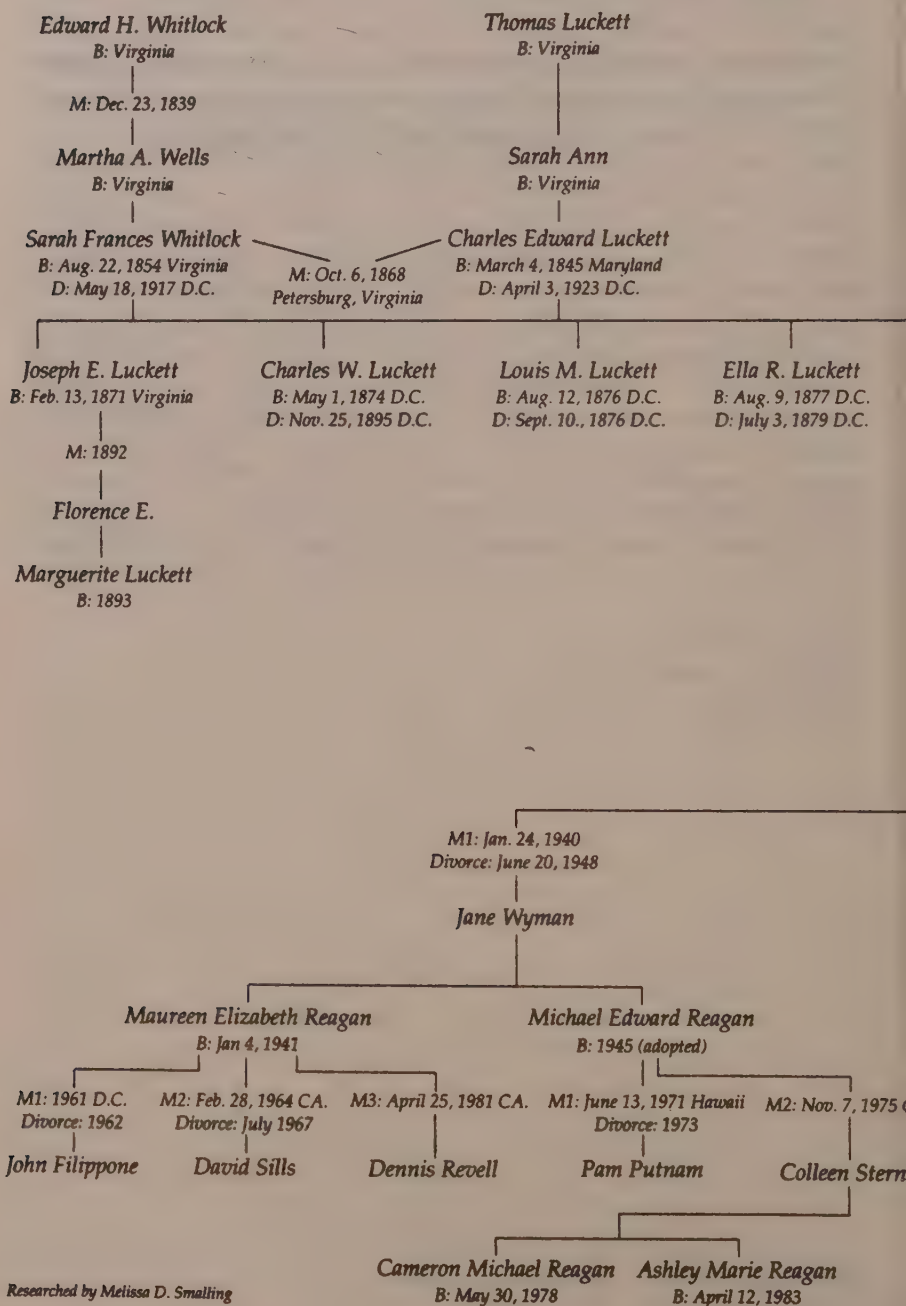 Edward H. Whitlock
B: Virginia
M: Dec. 23, 1839
Martha A. Wells
B: Virginia
Thomas Luckett
B: Virginia
Sarah Ann
B: Virginia
Sarah Frances Whitlock
B: Aug. 22, 1854 Virginia
D: May 18, 1917 D.C.
M: Oct. 6, 1868
Petersburg, Virginia
Charles Edward Luckett
B: March 4, 1845 Maryland
D: April 3, 1923 D.C.
Joseph E. Luckett
B: Feb. 13, 1871 Virginia
M: 1892
Florence E.
Marguerite Luckett
B: 1893
Charles W. Luckett
B: May 1, 1874 D.C.
D: Nov. 25, 1895 D.C.
Louis M. Luckett
B: Aug. 12, 1876 D.C.
D: Sept. 10., 1876 D.C.
Ella R. Luckett
B: Aug. 9, 1877 D.C.
D: July 3, 1879 D.C.
M1: Jan. 24, 1940
Divorce: June 20, 1948
Jane Wyman
Maureen Elizabeth Reagan
B: Jan 4, 1941
Michael Edward Reagan
B: 1945 (adopted)
M1: 1961 D.C.
Divorce: 1962
John Filippone
M2: Feb. 28, 1964 CA.
Divorce: July 1967
David Sills
M3: April 25, 1981 CA.
Dennis Revell
M1: June 13, 1971 Hawaii
Divorce: 1973
Pam Putnam
M2: Nov. 7, 1975
Colleen Stern
Cameron Michael Reagan
B: May 30, 1978
Ashley Marie Reagan
B: April 12, 1983
Researched by Melissa D. Smalling